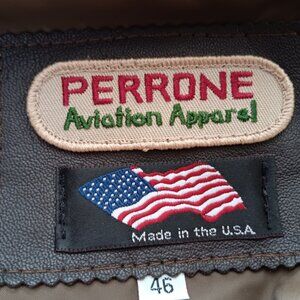 PERRONE
Aviation Apparel
Made in the U.S.A
46